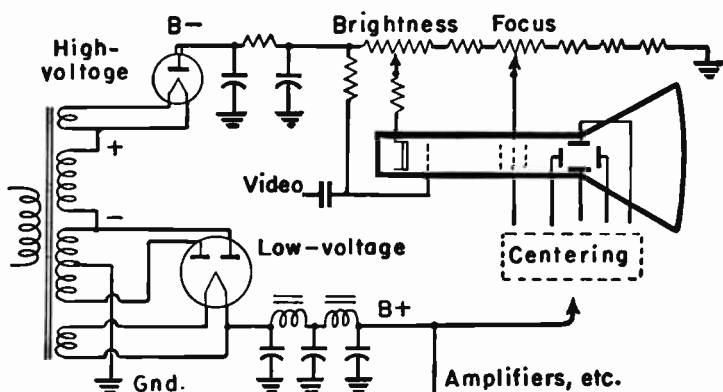 B−
Brightness
Focus
High-
voltage
+
Video
−
Low-voltage
Centering
B+
Gnd.
Amplifiers, etc.